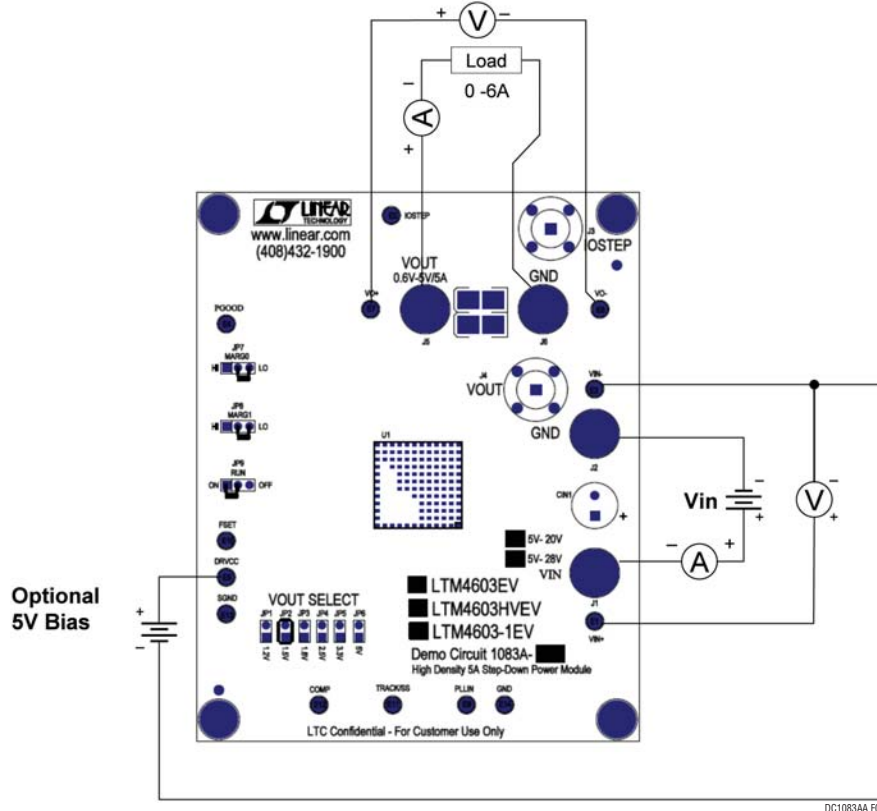 + V −
Load
0 -6A
−
A
+
LINEAR
TECHNOLOGY
www.linear.com
(408)432-1900
IOSTEP
J3
IOSTEP
VOUT
0.6V-5V/5A
GND
VO+
VO-
J5
J6
PGOOD
JP7
MARG0
HI LO
J4
VOUT
VIN-
GND
J2
JP8
MARG1
HI LO
U1
JP9
RUN
ON OFF
CIN1
+
Vin
−
+
−
V
+
− A +
5V- 20V
5V- 28V
VIN
J1
VIN+
FSET
DRVCC
SGND
Optional
5V Bias
+
−
VOUT SELECT
JP1 JP2 JP3 JP4 JP5 JP6
1.2V 1.5V 1.8V 2.5V 3.3V 5V
LTM4603EV
LTM4603HVEV
LTM4603-1EV
Demo Circuit 1083A-
High Density 5A Step-Down Power Module
COMP TRACK/SS PLLIN GND
LTC Confidential - For Customer Use Only